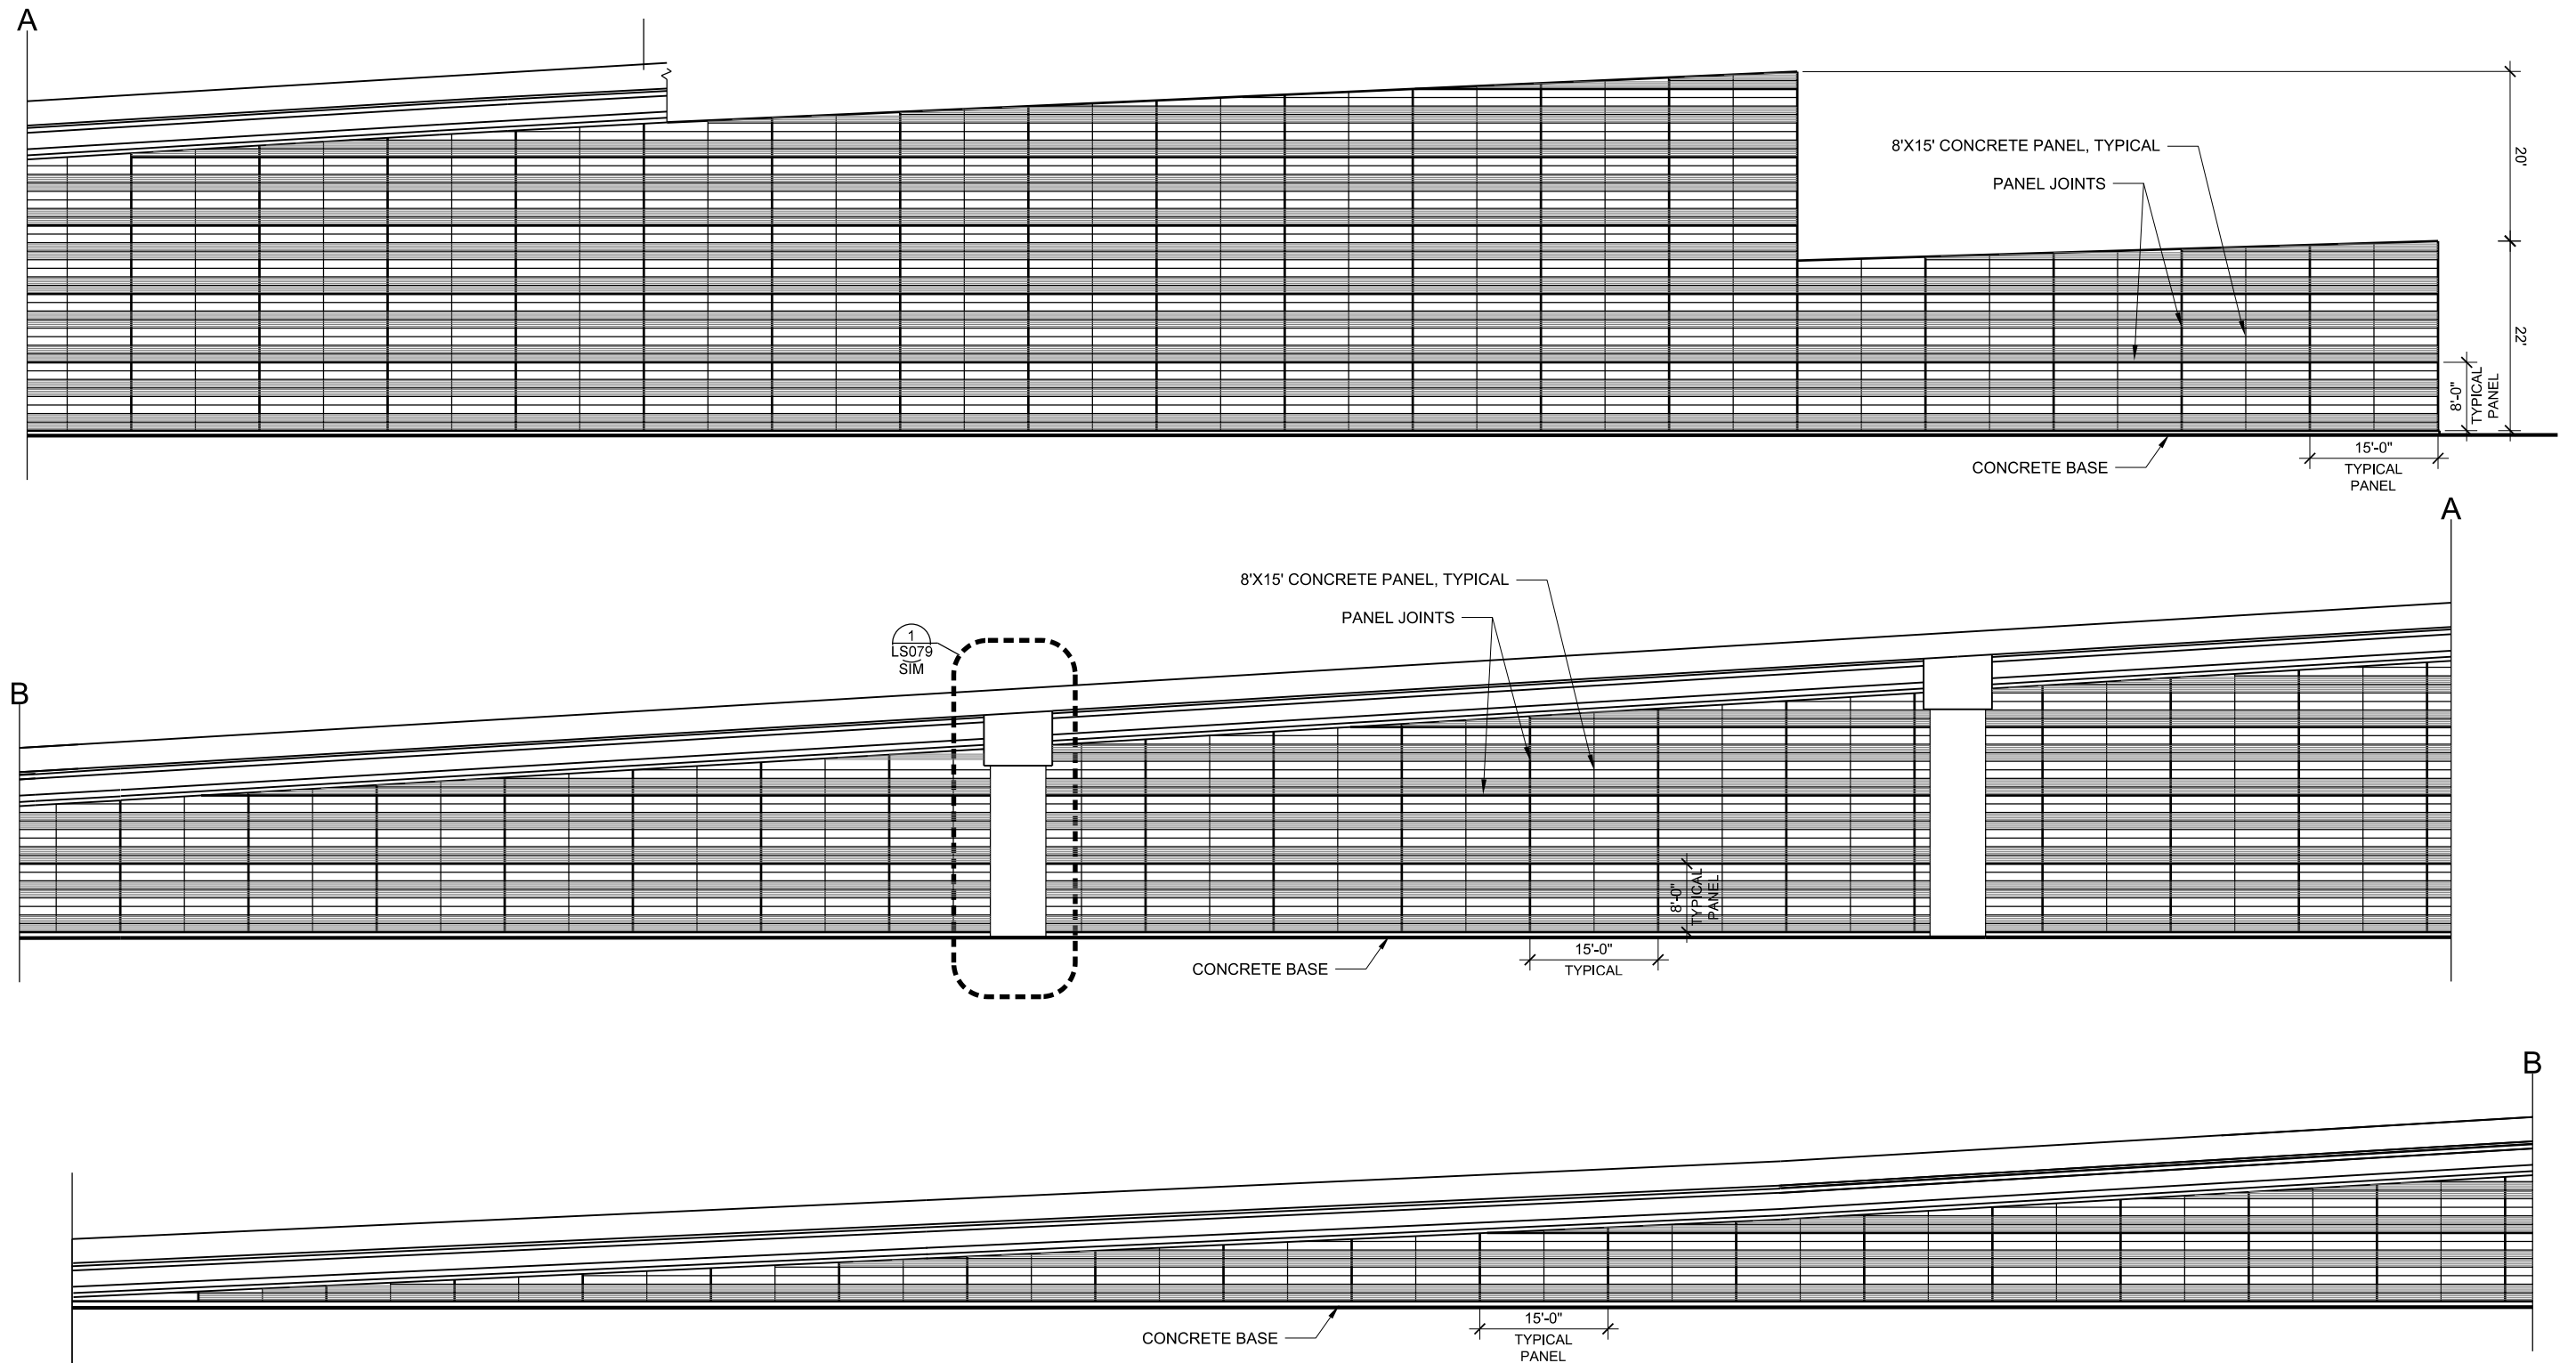 A
8'X15' CONCRETE PANEL, TYPICAL
PANEL JOINTS
20'
22'
8'-0"
TYPICAL
PANEL
CONCRETE BASE
15'-0"
TYPICAL
PANEL
A
8'X15' CONCRETE PANEL, TYPICAL
PANEL JOINTS
1
LS079
SIM
B
8'-0"
TYPICAL
PANEL
CONCRETE BASE
15'-0"
TYPICAL
B
CONCRETE BASE
15'-0"
TYPICAL
PANEL